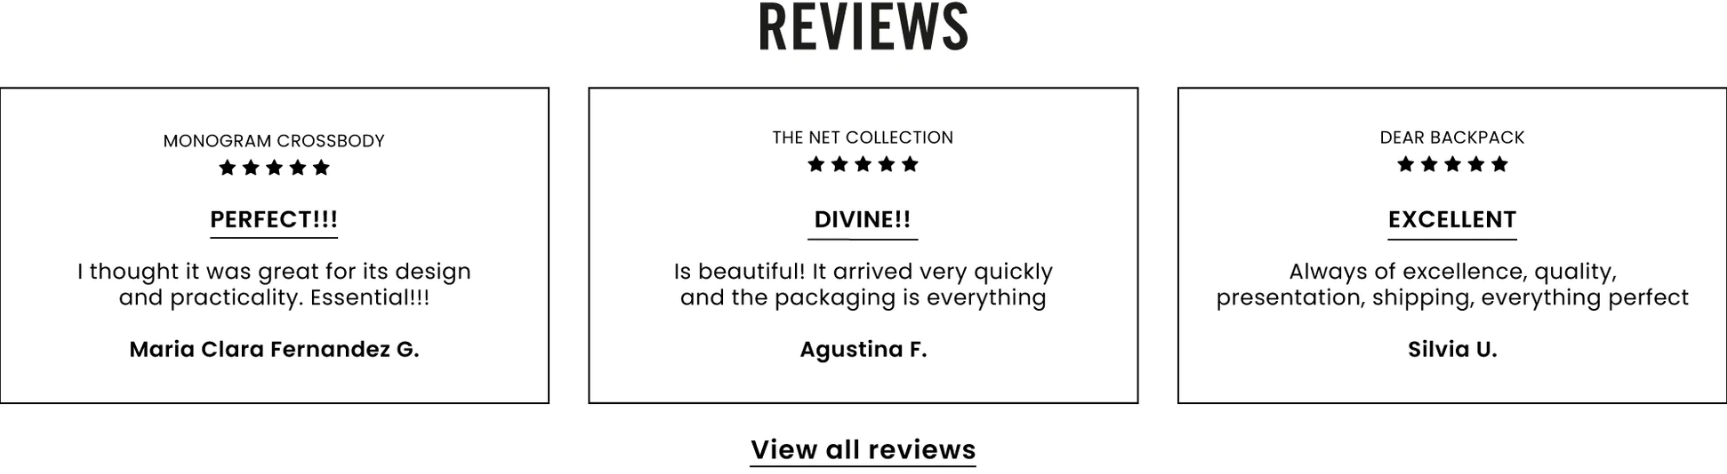 REVIEWS
MONOGRAM CROSSBODY
★★★★★
PERFECT!!!
I thought it was great for its design
and practicality. Essential!!!
Maria Clara Fernandez G.
THE NET COLLECTION
★★★★★
DIVINE!!
Is beautiful! It arrived very quickly
and the packaging is everything
Agustina F.
DEAR BACKPACK
★★★★★
EXCELLENT
Always of excellence, quality,
presentation, shipping, everything perfect
Silvia U.
View all reviews